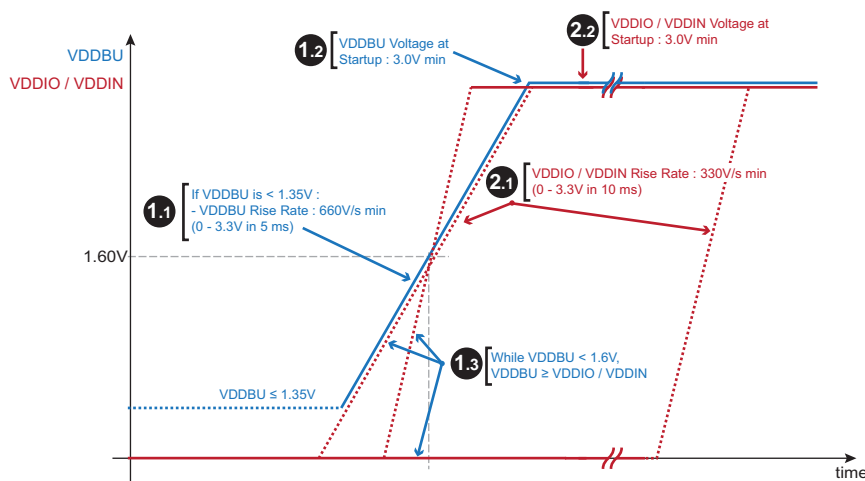 1.2
VDDBU Voltage at
Startup : 3.0V min
2.2
VDDIO / VDDIN Voltage at
Startup : 3.0V min
VDDBU
VDDIO / VDDIN
1.1
If VDDBU is < 1.35V :
- VDDBU Rise Rate : 660V/s min
(0 - 3.3V in 5 ms)
2.1
VDDIO / VDDIN Rise Rate : 330V/s min
(0 - 3.3V in 10 ms)
1.60V
1.3
While VDDBU < 1.6V,
VDDBU ≥ VDDIO / VDDIN
VDDBU ≤ 1.35V
time